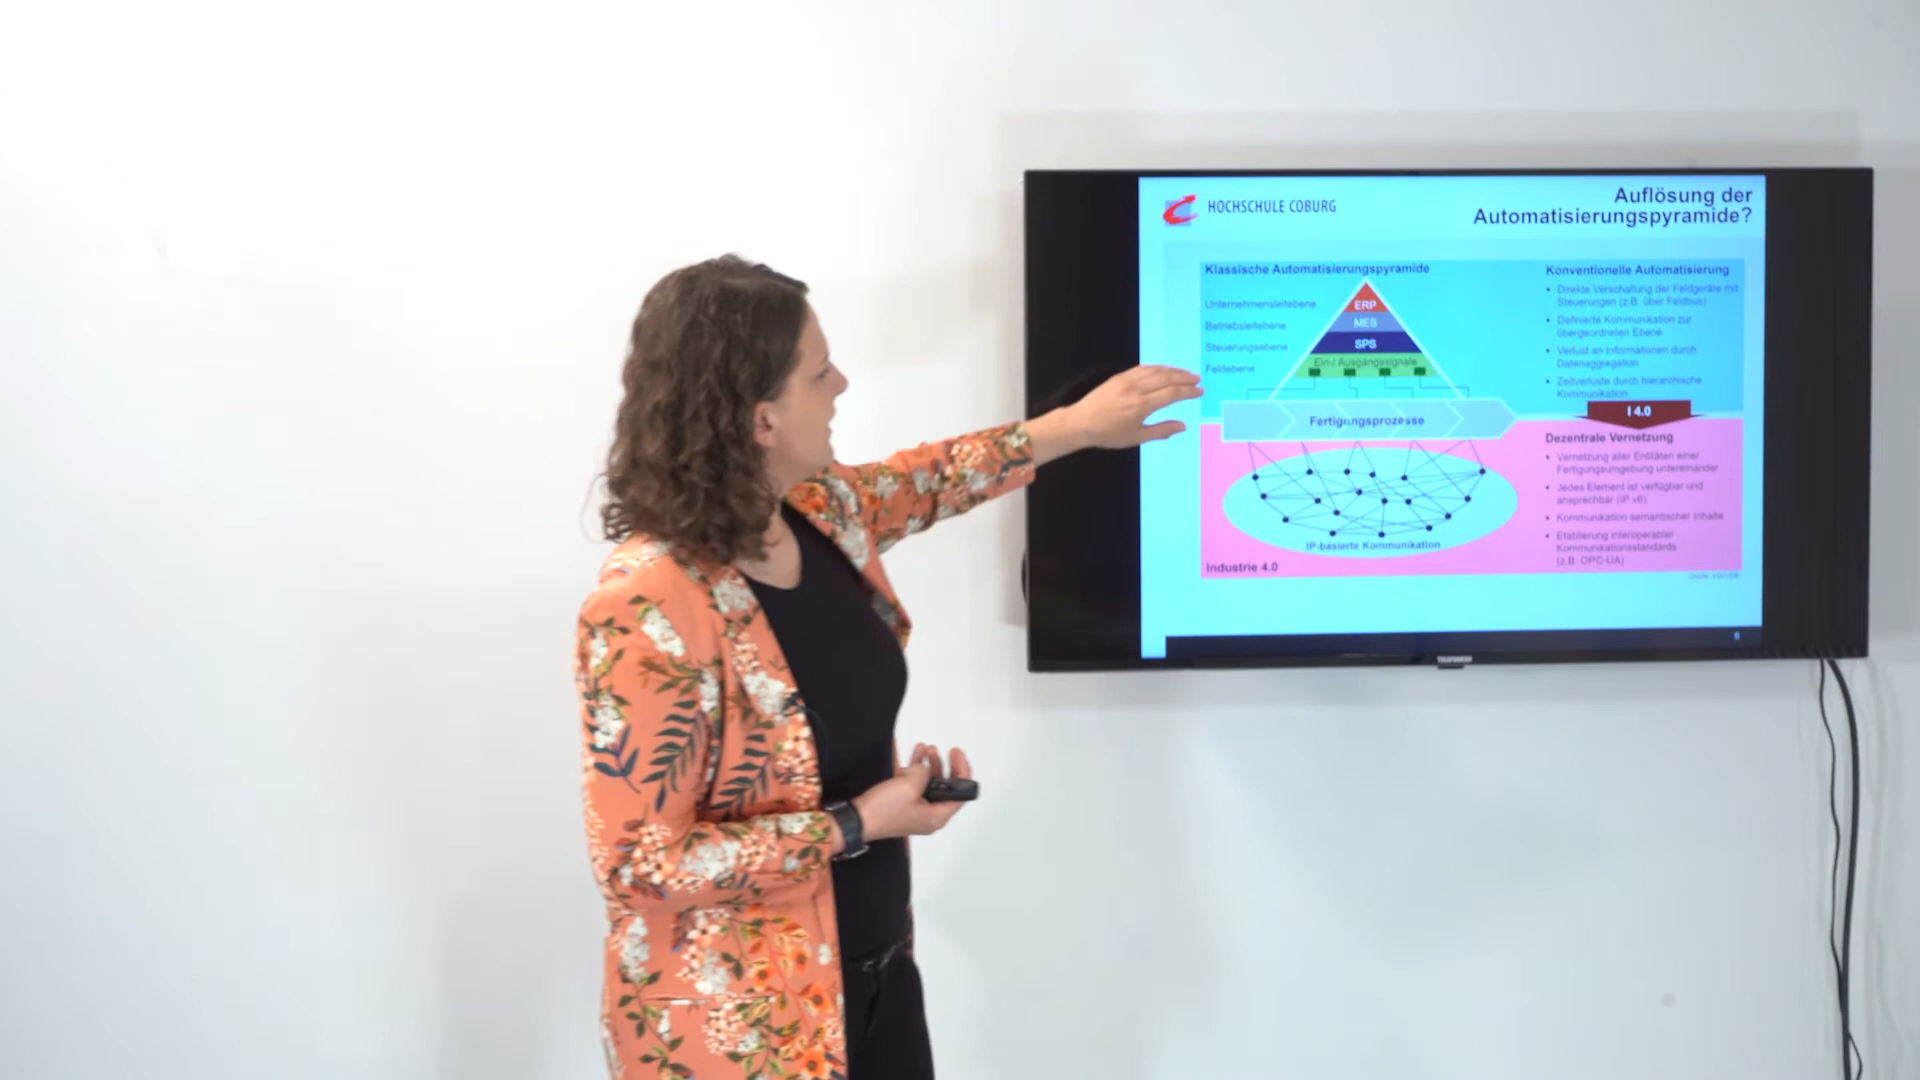 HOCHSCHULE COBURG
Auflösung der
Automatisierungspyramide?
Klassische Automatisierungspyramide
Unternehmensleitebene
Betriebsleitebene
Steuerungsebene
Feldebene
ERP
MES
SPS
Ein-/ Ausgangssignale
Fertigungsprozesse
IP-basierte Kommunikation
Industrie 4.0
Konventionelle Automatisierung
• Direkte Verschaltung der Feldgeräte mit
Steuerungen (z.B. über Feldbus)
• Definierte Kommunikation zur
übergeordneten Ebene
• Verlust an Informationen durch
Datenaggregation
• Zeitverluste durch hierarchische
Kommunikation
I 4.0
Dezentrale Vernetzung
• Vernetzung aller Entitäten einer
Fertigungsumgebung untereinander
• Jedes Element ist verfügbar und
ansprechbar (IP v6)
• Kommunikation semantischer Inhalte
• Etablierung interoperabler
Kommunikationsstandards
(z.B. OPC-UA)
6
TELEFUNKEN